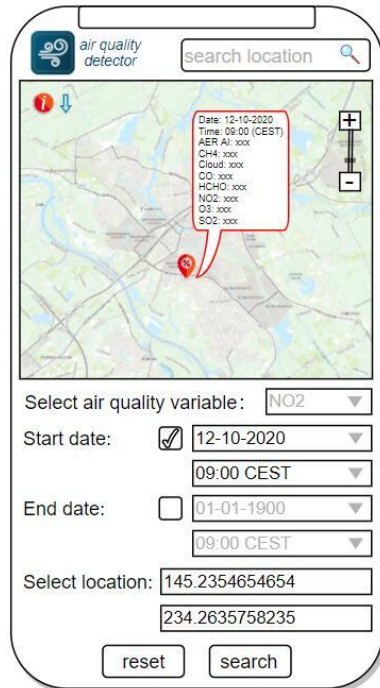 air quality
detector
search location
i
Date: 12-10-2020
Time: 09:00 (CEST)
AER AI: xxx
CH4: xxx
Cloud: xxx
CO: xxx
HCHO: xxx
NO2: xxx
O3: xxx
SO2: xxx
+
-
Select air quality variable: NO2
Start date: 12-10-2020
09:00 CEST
End date: 01-01-1900
09:00 CEST
Select location: 145.2354654654
234.2635758235
reset search